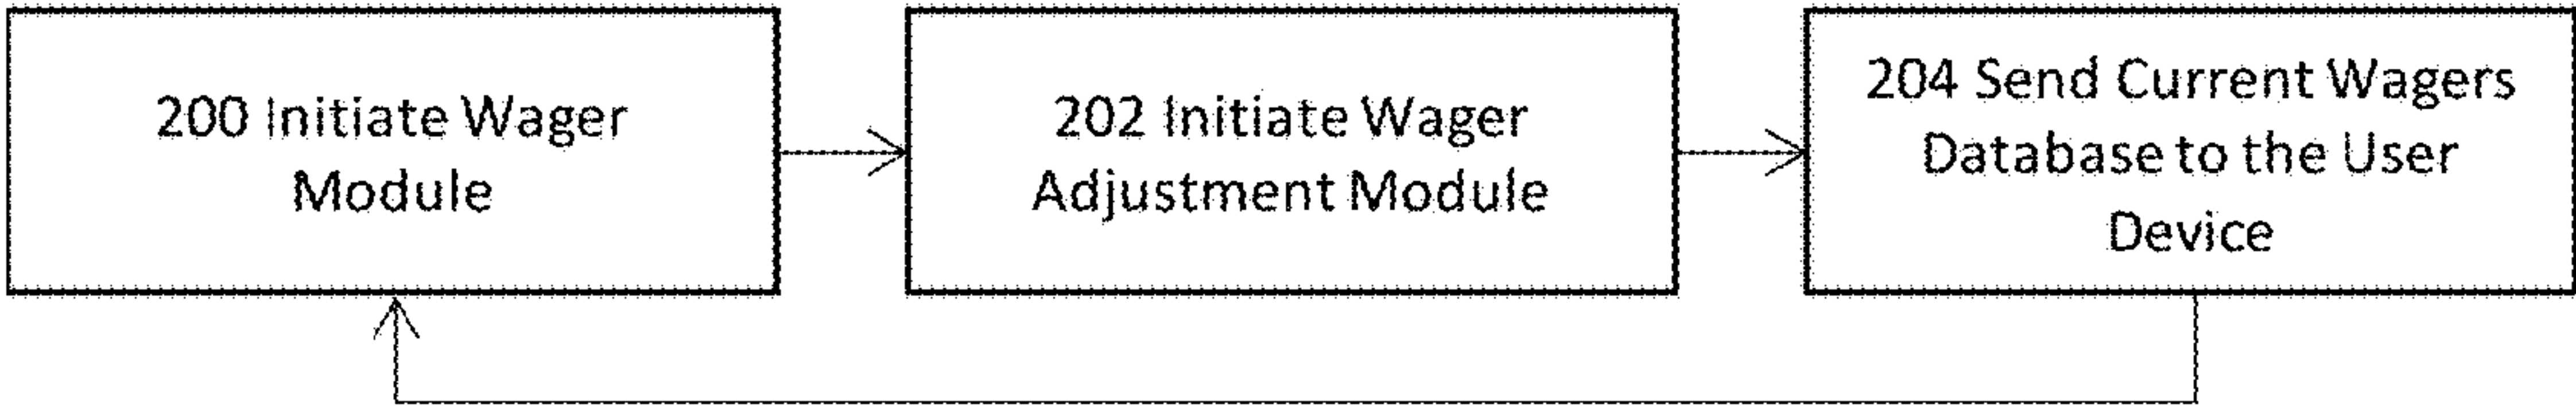 200 Initiate Wager
Module
202 Initiate Wager
Adjustment Module
204 Send Current Wagers
Database to the User
Device